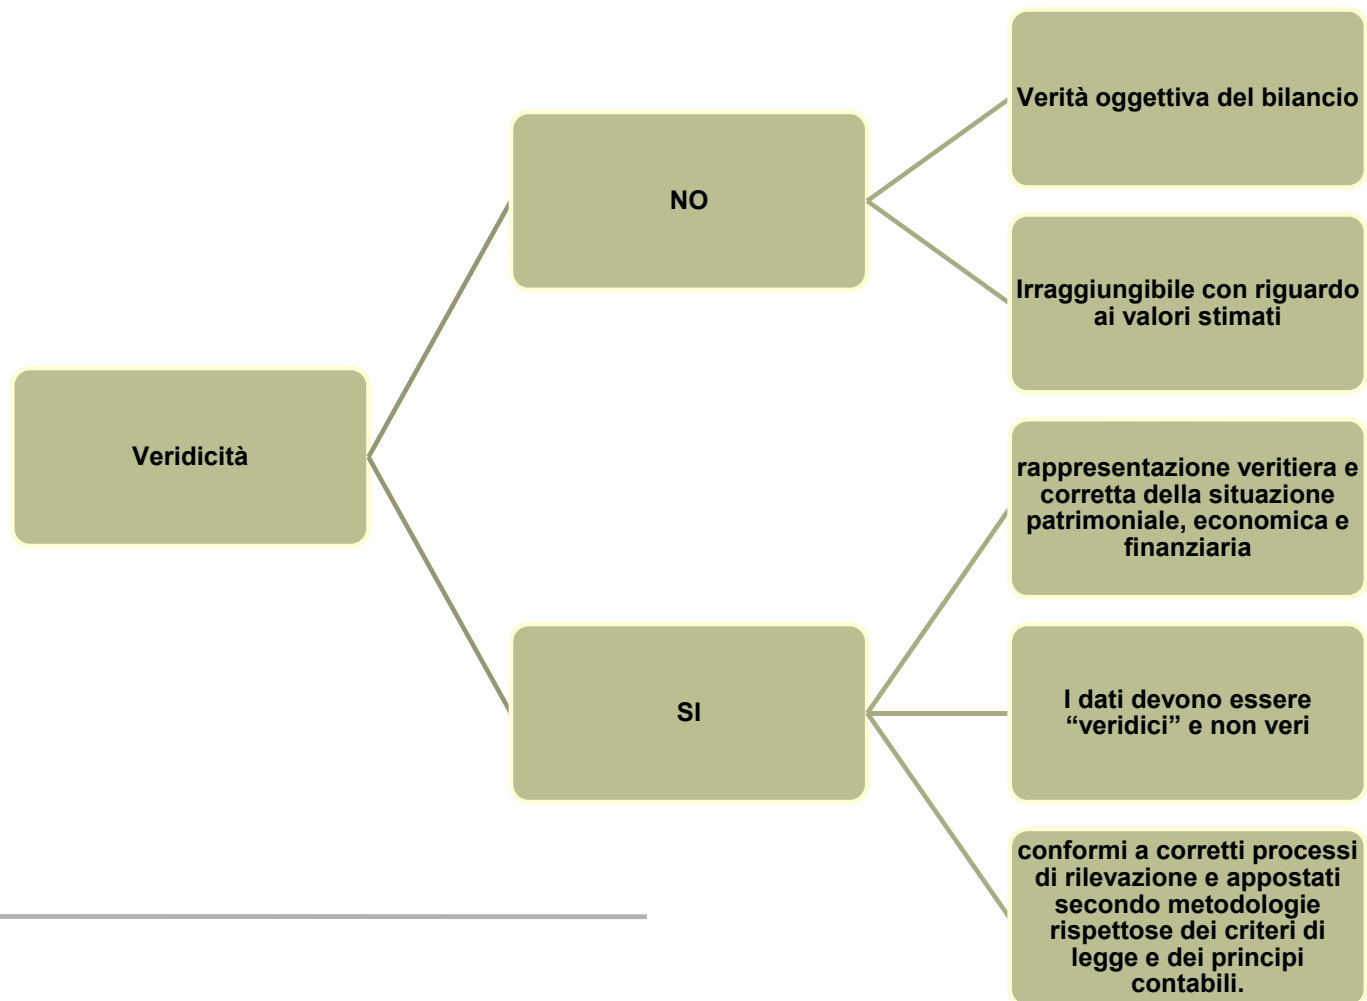 Veridicità
NO
Verità oggettiva del bilancio
Irraggiungibile con riguardo
ai valori stimati
SI
rappresentazione veritiera e
corretta della situazione
patrimoniale, economica e
finanziaria
I dati devono essere
“veridici” e non veri
conformi a corretti processi
di rilevazione e appostati
secondo metodologie
rispettose dei criteri di
legge e dei principi
contabili.